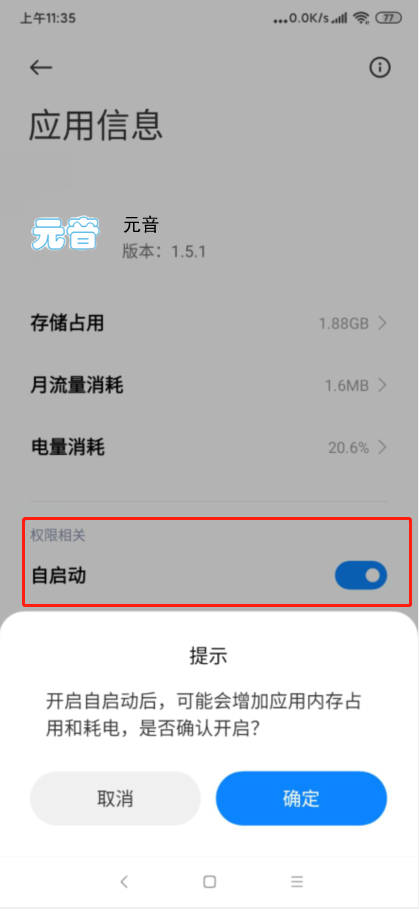 上午11:35
...0.0K/s
77
应用信息
元音
元音
版本：1.5.1
存储占用 1.88GB
月流量消耗 1.6MB
电量消耗 20.6%
权限相关
自启动
提示
开启自启动后，可能会增加应用内存占
用和耗电，是否确认开启？
取消 确定